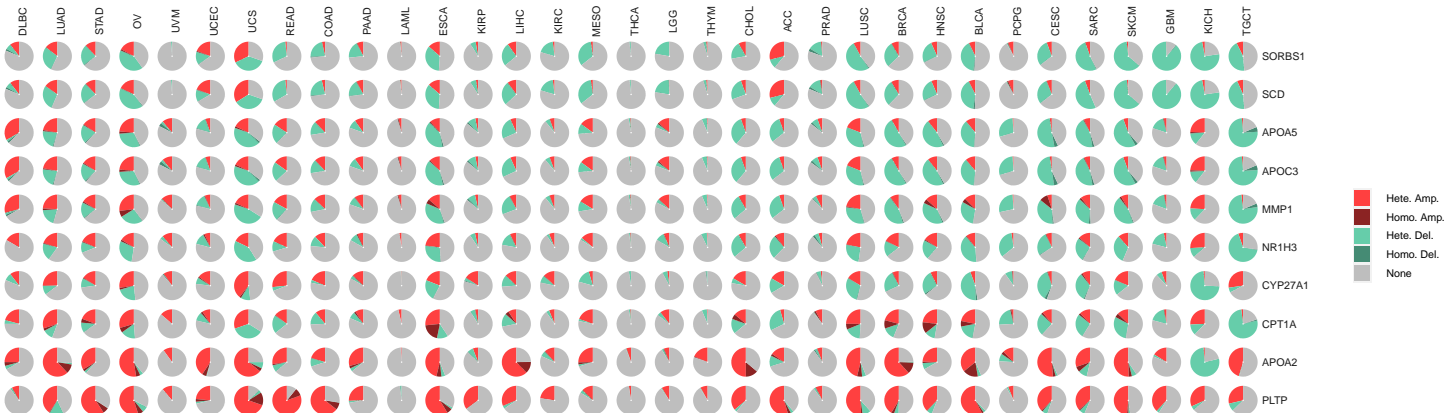 DLBC
LUAD
STAD
OV
UVM
UCEC
UCS
READ
COAD
PAAD
LAML
ESCA
KIRP
LIHC
KIRC
MESO
THCA
LGG
THYM
CHOL
ACC
PRAD
LUSC
BRCA
HNSC
BLCA
PCPG
CESC
SARC
SKCM
GBM
KICH
TGCT
SORBS1
SCD
APOA5
APOC3
MMP1
NR1H3
CYP27A1
CPT1A
APOA2
PLTP
Hete. Amp.
Homo. Amp.
Hete. Del.
Homo. Del.
None